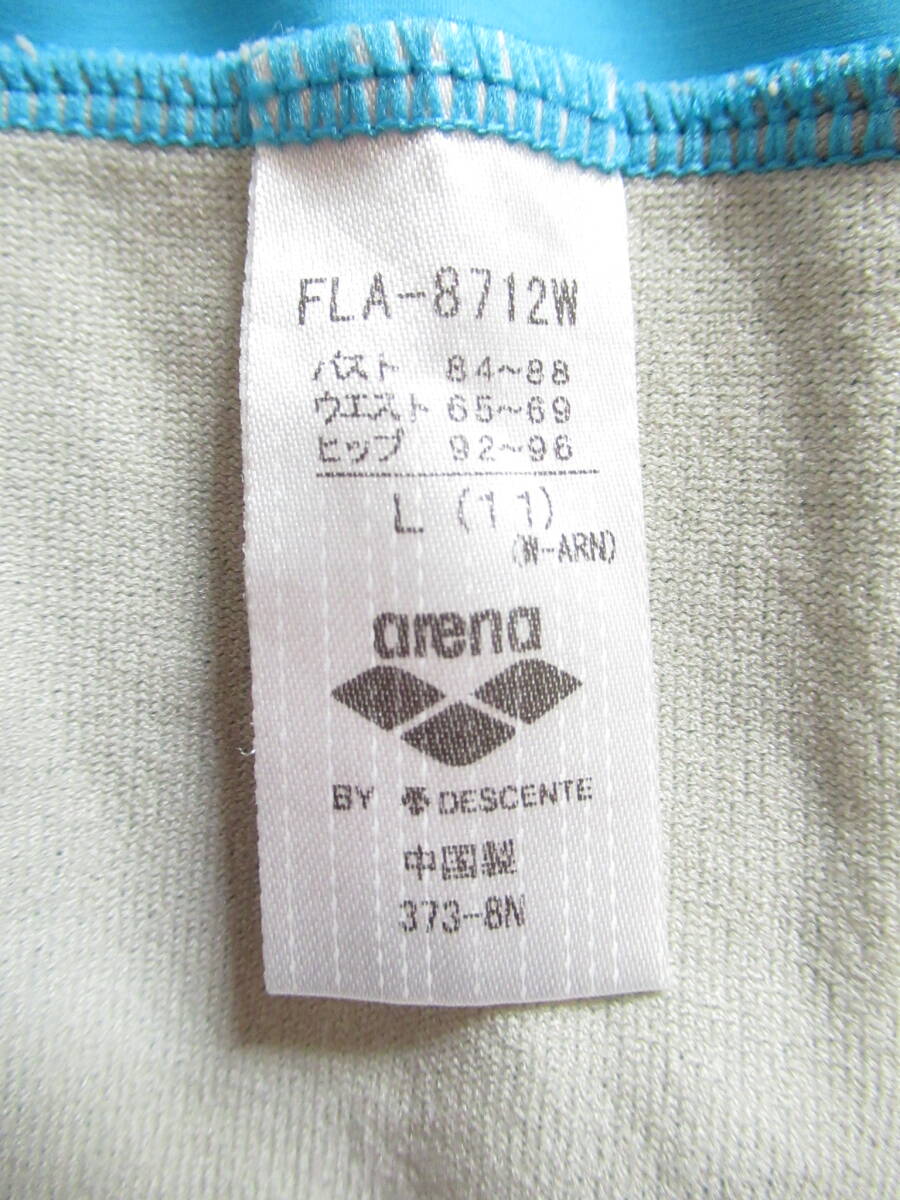 FLA-8712W
バスト 84~88
ウエスト 65~69
ヒップ 92~96
L (11)
(W-ARN)
arena
BY DESCENTE
中国製
373-8N